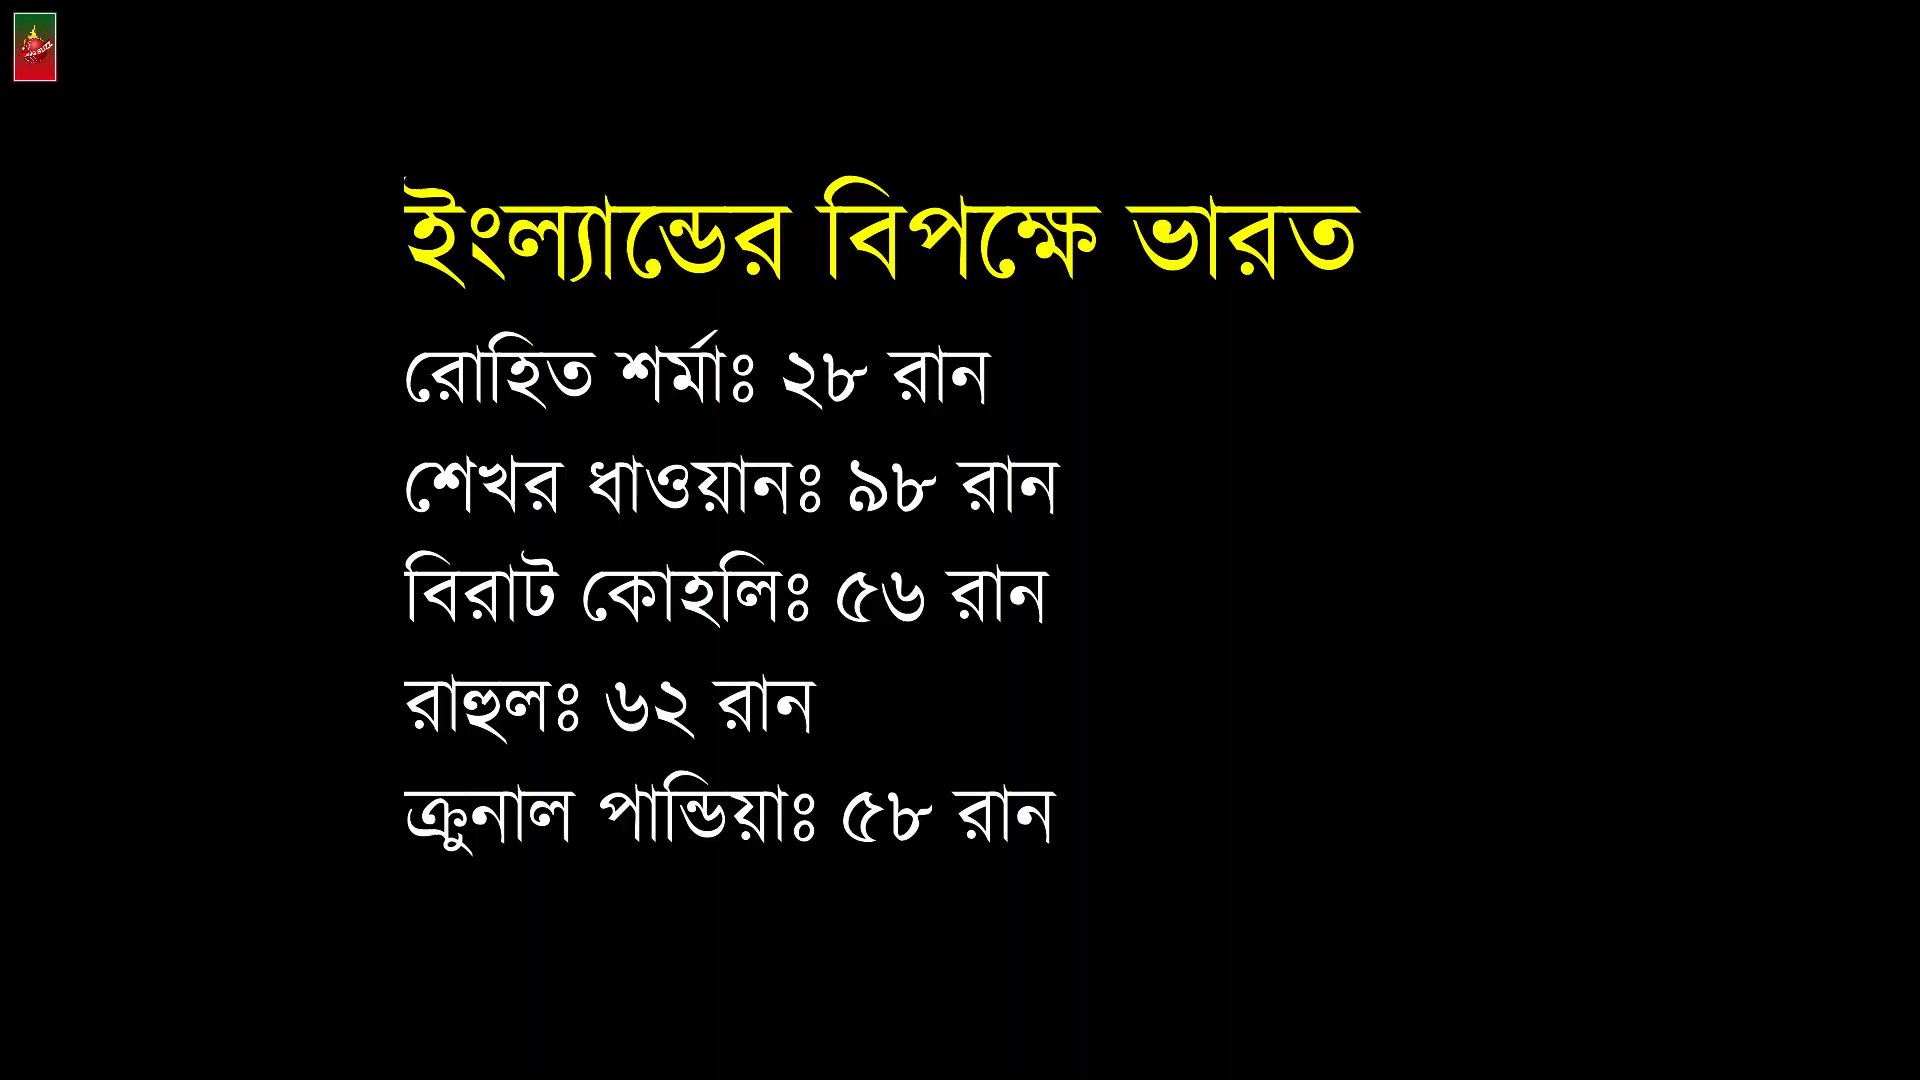 ইংল্যান্ডের বিপক্ষে ভারত
রোহিত শর্মাঃ ২৮ রান
শেখর ধাওয়ানঃ ৯৮ রান
বিরাট কোহলিঃ ৫৬ রান
রাহুলঃ ৬২ রান
ক্রুনাল পান্ডিয়াঃ ৫৮ রান